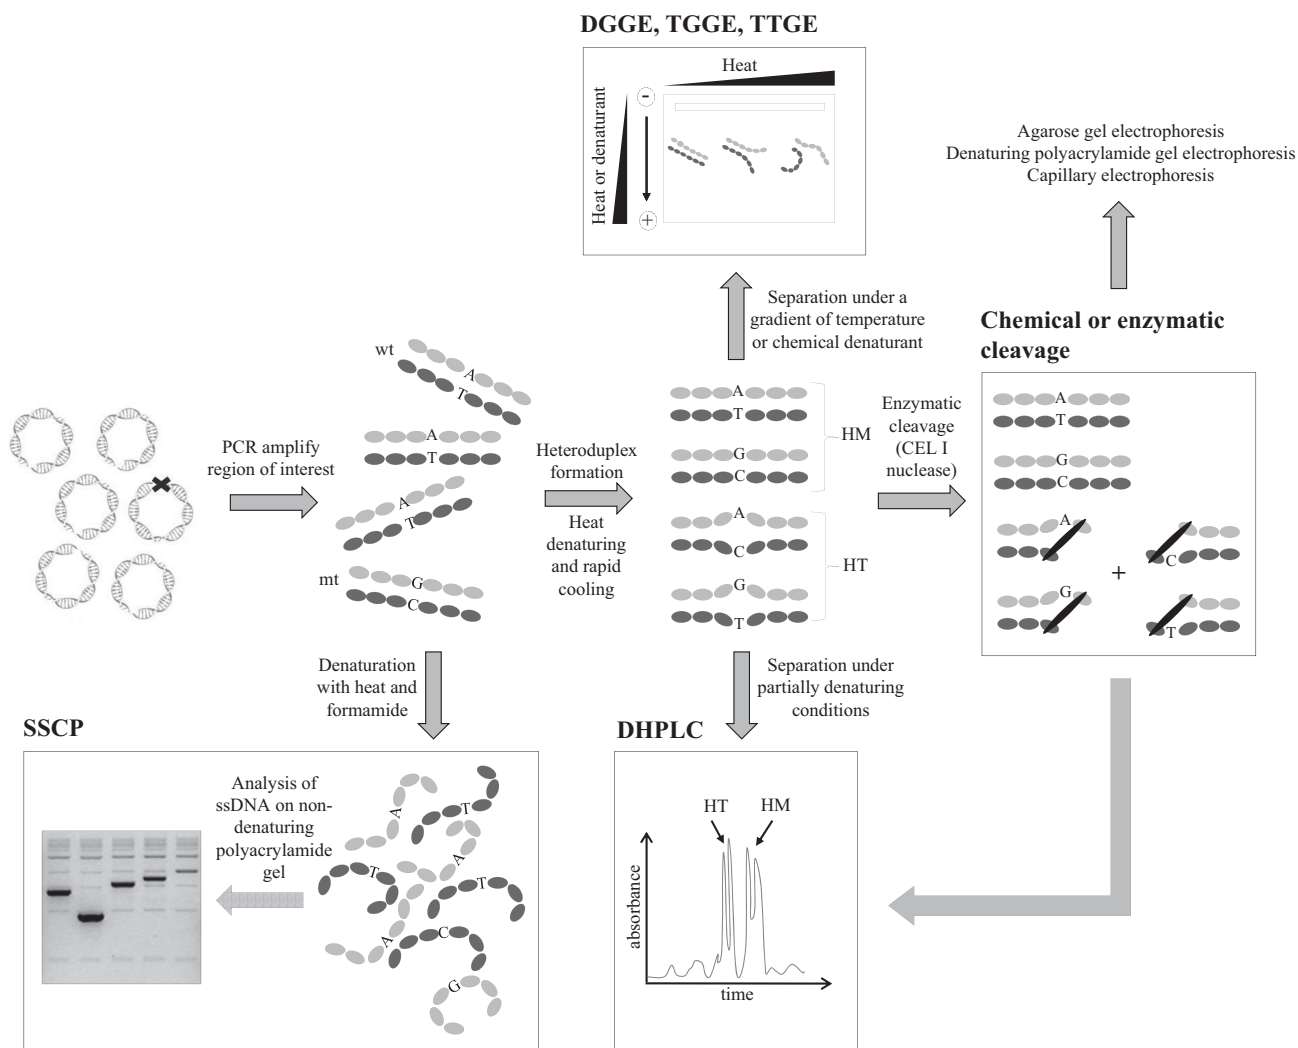 DGGE, TGGE, TTGE
Heat
Heat or denaturant
-
+
Agarose gel electrophoresis
Denaturing polyacrylamide gel electrophoresis
Capillary electrophoresis
Separation under a
gradient of temperature
or chemical denaturant
Chemical or enzymatic
cleavage
wt
A
T
A
T
A
T
mt
G
C
PCR amplify
region of interest
Heteroduplex
formation
Heat
denaturing
and rapid
cooling
A
T
G
C
HM
A
C
G
T
HT
Enzymatic
cleavage
(CEL I
nuclease)
A
T
G
C
A
C
+
G
T
Denaturation
with heat and
formamide
Separation under
partially denaturing
conditions
SSCP
Analysis of
ssDNA on non-
denaturing
polyacrylamide
gel
A
T
A
T
T
A
C
G
DHPLC
HT
HM
absorbance
time